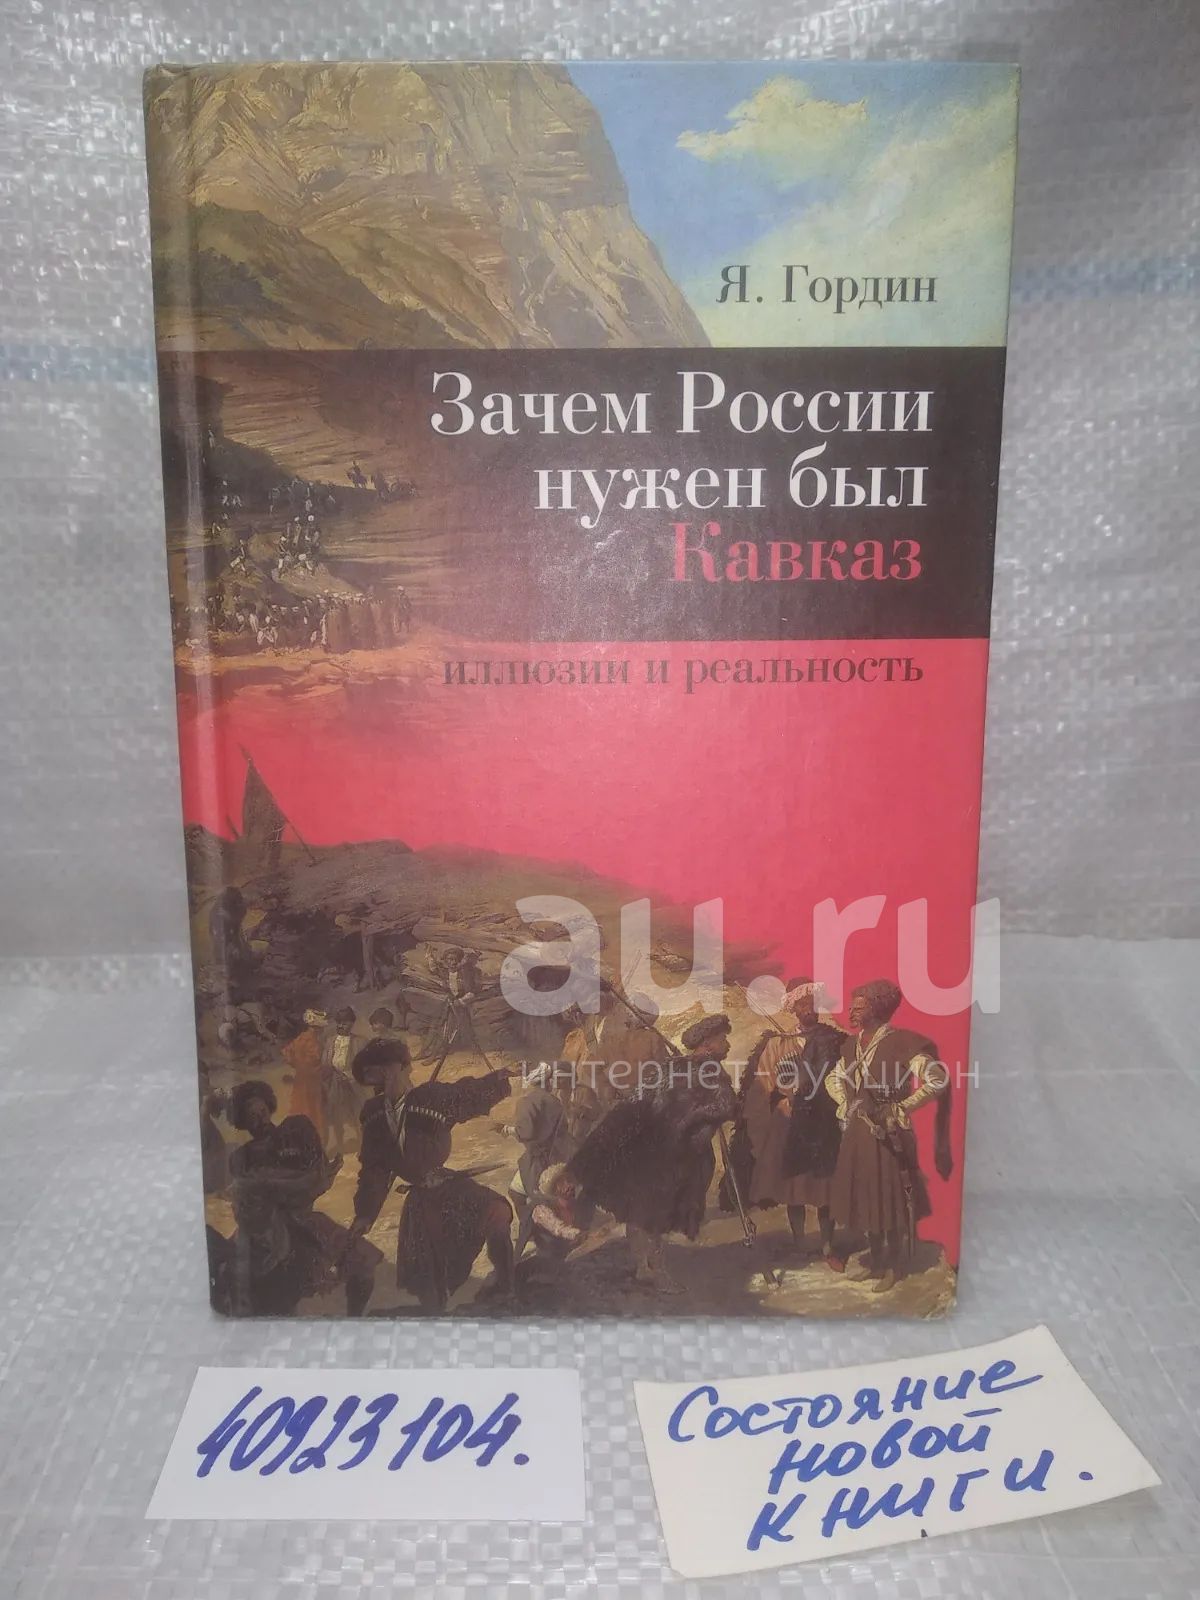 Я. Гордин
Зачем России
нужен был
Кавказ
иллюзии и реальность
au.ru
интернет-аукцион
40923104.
Состояние
новой
книги.